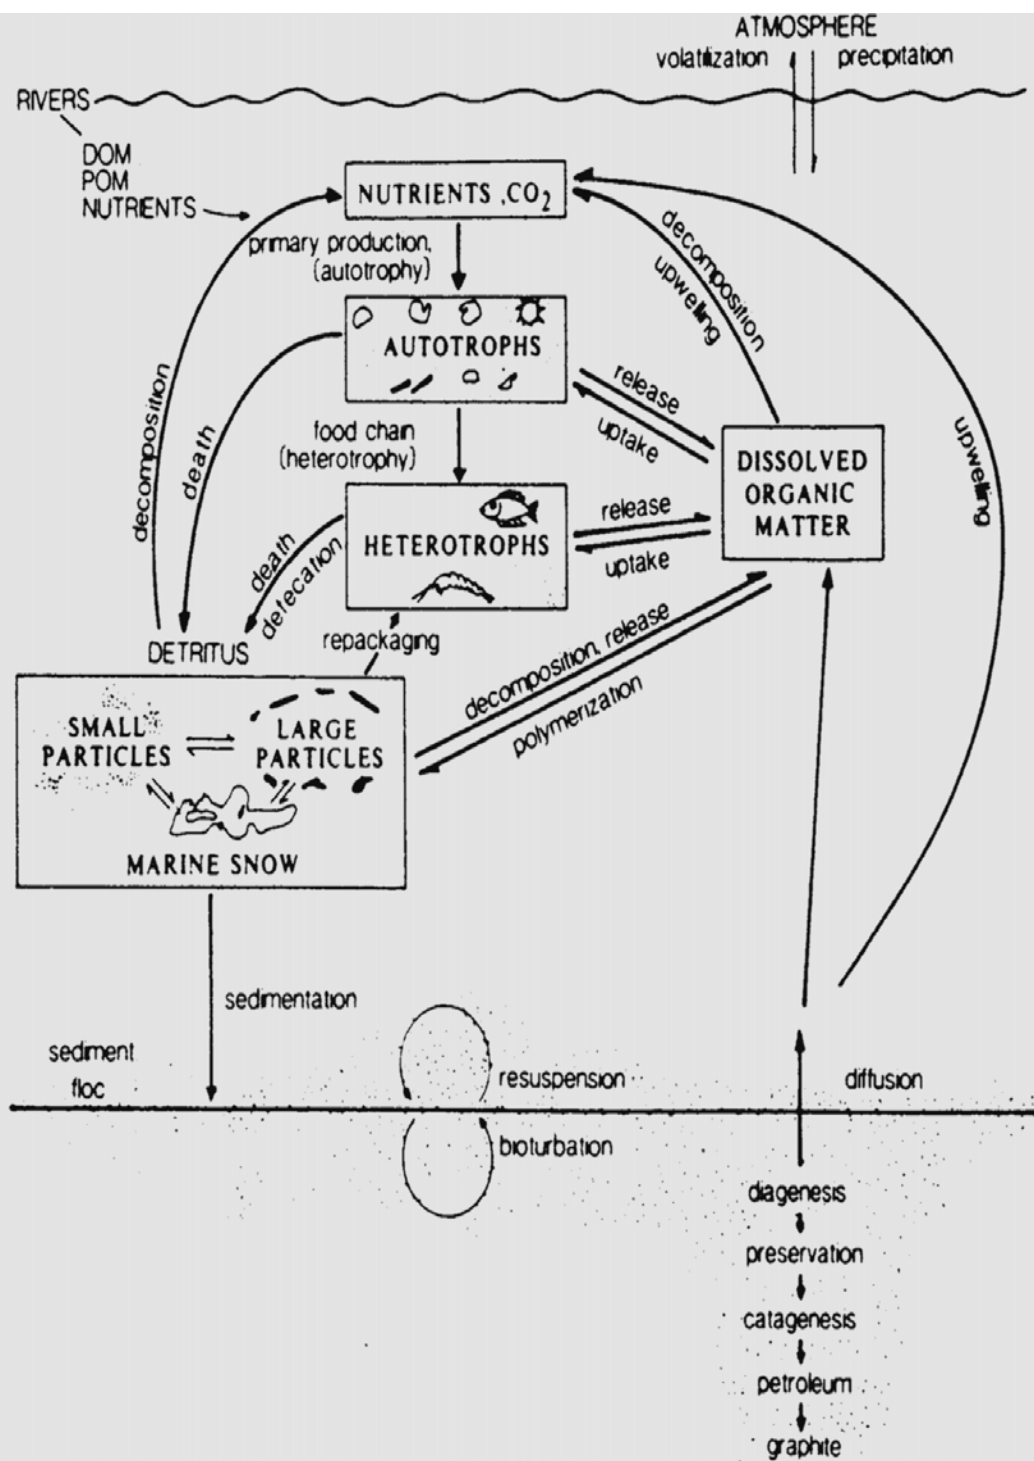 ATMOSPHERE
volatilization precipitation
RIVERS
DOM
POM
NUTRIENTS
NUTRIENTS, CO2
primary production,
(autotrophy)
decomposition
upwelling
AUTOTROPHS
release
uptake
upwelling
decomposition
death
food chain
(heterotrophy)
DISSOLVED
ORGANIC
MATTER
HETEROTROPHS
release
uptake
death
detecation
repackaging
DETRITUS
decomposition, release
polymerization
SMALL
PARTICLES
LARGE
PARTICLES
MARINE SNOW
sedimentation
sediment
floc
resuspension
diffusion
bioturbation
diagenesis
preservation
catagenesis
petroleum
graphite